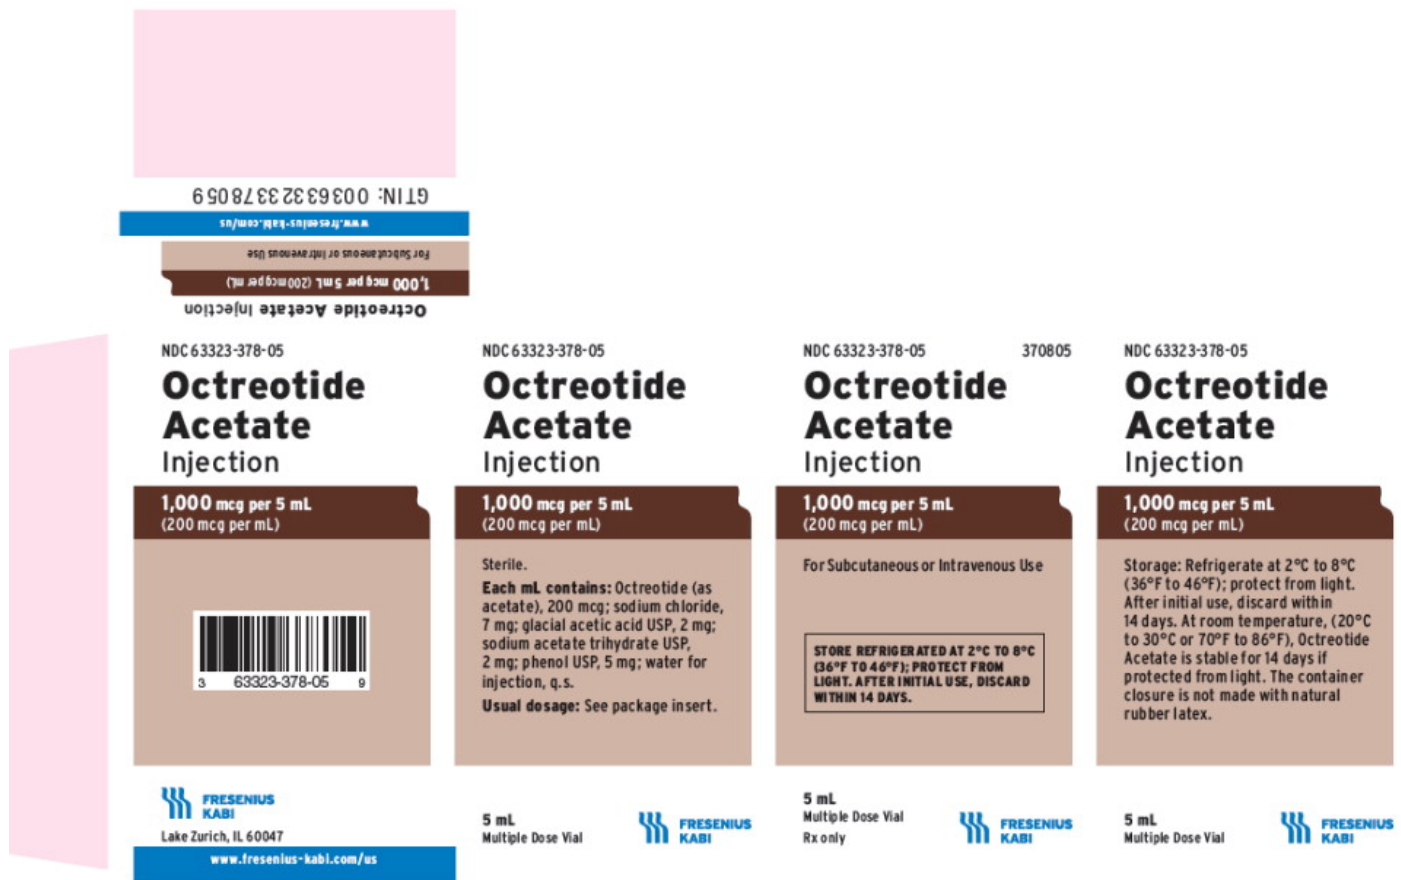 GTIN: 00363323378059
www.fresenius-kabi.com/us
For Subcutaneous or Intravenous Use
1,000 mcg per 5 mL (200 mcg per mL)
Octreotide Acetate Injection
NDC 63323-378-05
Octreotide
Acetate
Injection
1,000 mcg per 5 mL
(200 mcg per mL)
3 63323-378-05 9
FRESENIUS
KABI
Lake Zurich, IL 60047
www.fresenius-kabi.com/us
NDC 63323-378-05
Octreotide
Acetate
Injection
1,000 mcg per 5 mL
(200 mcg per mL)
Sterile.
Each mL contains: Octreotide (as
acetate), 200 mcg; sodium chloride,
7 mg; glacial acetic acid USP, 2 mg;
sodium acetate trihydrate USP,
2 mg; phenol USP, 5 mg; water for
injection, q.s.
Usual dosage: See package insert.
5 mL
Multiple Dose Vial
FRESENIUS
KABI
NDC 63323-378-05 370805
Octreotide
Acetate
Injection
1,000 mcg per 5 mL
(200 mcg per mL)
For Subcutaneous or Intravenous Use
STORE REFRIGERATED AT 2°C TO 8°C
(36°F TO 46°F); PROTECT FROM
LIGHT. AFTER INITIAL USE, DISCARD
WITHIN 14 DAYS.
5 mL
Multiple Dose Vial
Rx only
FRESENIUS
KABI
NDC 63323-378-05
Octreotide
Acetate
Injection
1,000 mcg per 5 mL
(200 mcg per mL)
Storage: Refrigerate at 2°C to 8°C
(36°F to 46°F); protect from light.
After initial use, discard within
14 days. At room temperature, (20°C
to 30°C or 70°F to 86°F), Octreotide
Acetate is stable for 14 days if
protected from light. The container
closure is not made with natural
rubber latex.
5 mL
Multiple Dose Vial
FRESENIUS
KABI